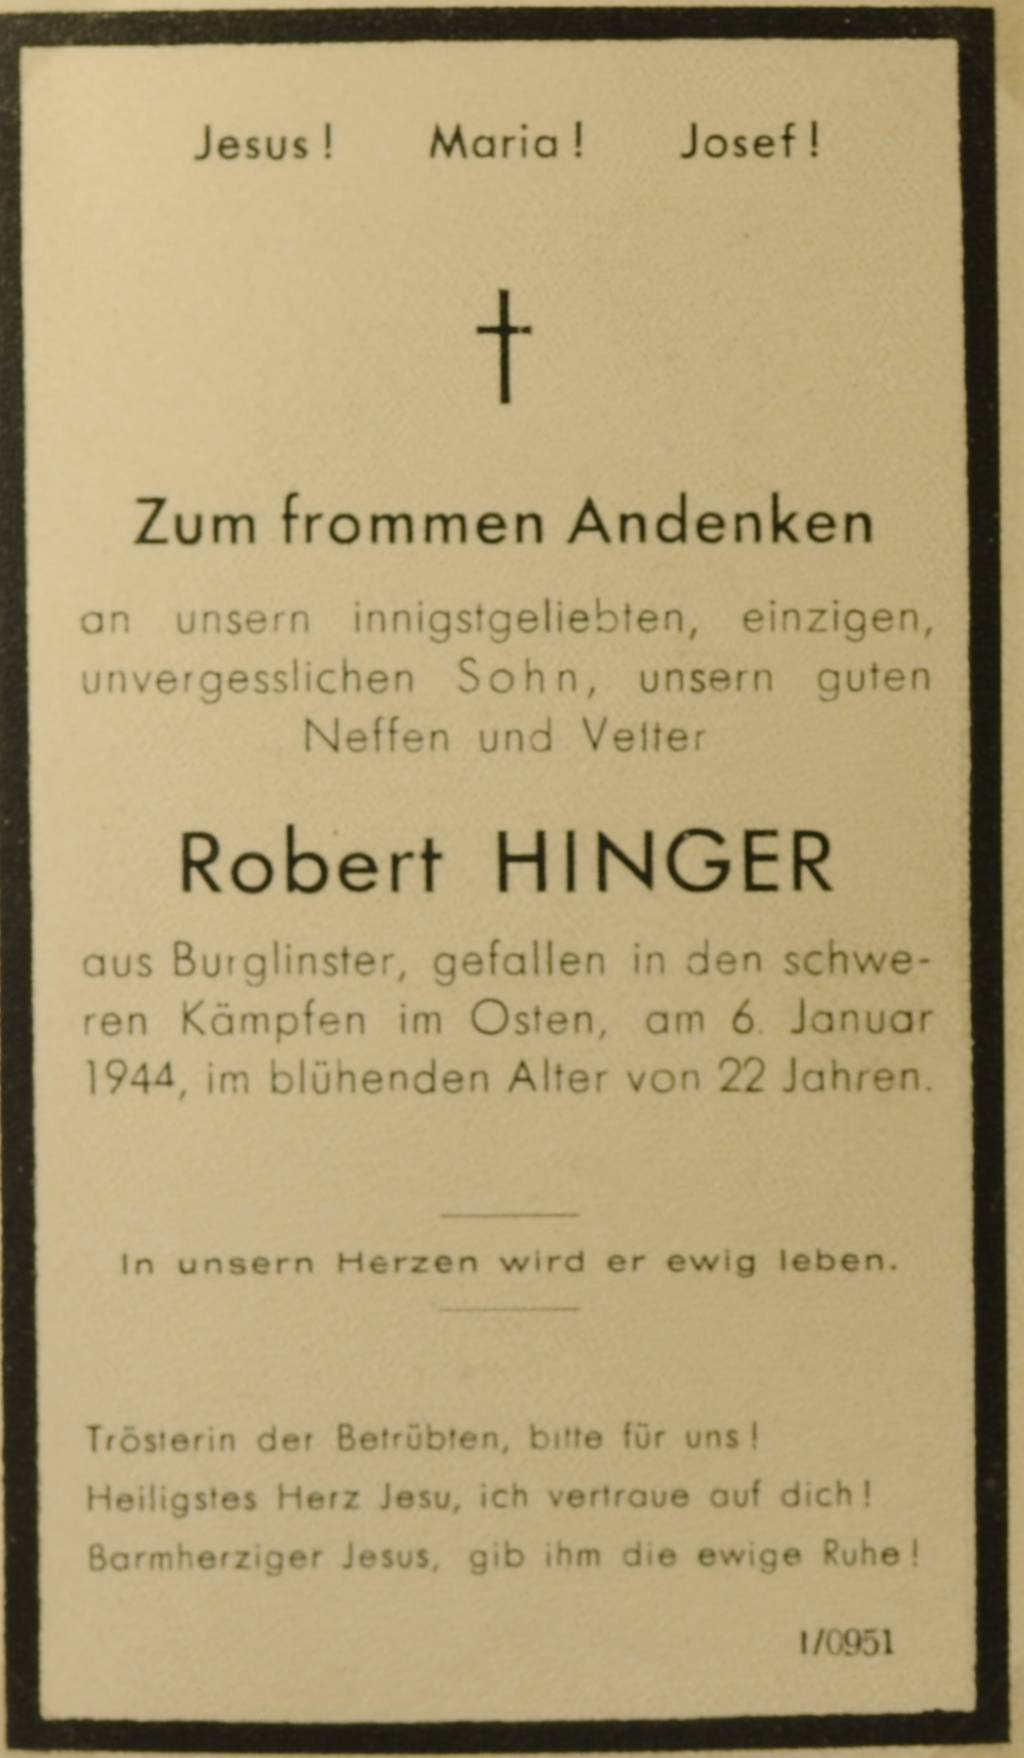 Jesus! Maria! Josef!
Zum frommen Andenken
an unsern innigstgeliebten, einzigen,
unvergesslichen Sohn, unsern guten
Neffen und Vetter
Robert HINGER
aus Burglinster, gefallen in den schwe-
ren Kämpfen im Osten, am 6. Januar
1944, im blühenden Alter von 22 Jahren.
In unsern Herzen wird er ewig leben.
Trösterin der Betrübten, bitte für uns!
Heiligstes Herz Jesu, ich vertraue auf dich!
Barmherziger Jesus, gib ihm die ewige Ruhe!
1/0951